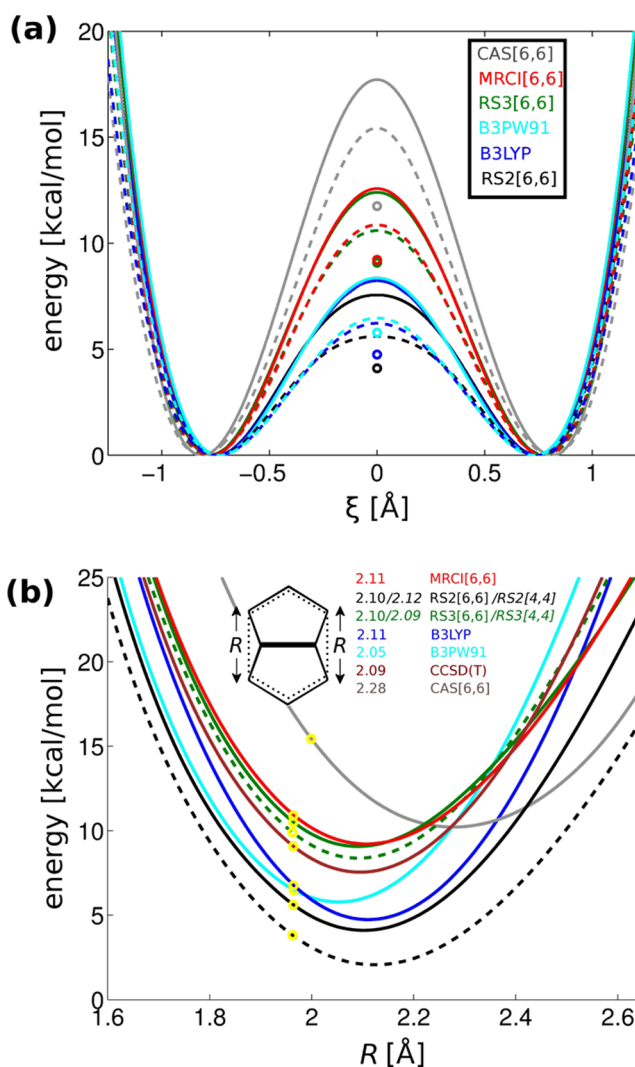 (a)
20
15
10
5
0
energy [kcal/mol]
CAS[6,6]
MRCI[6,6]
RS3[6,6]
B3PW91
B3LYP
RS2[6,6]
−1 −0.5 0 0.5 1
ξ [Å]
(b)
25
20
15
10
5
0
energy [kcal/mol]
R R
2.11 MRCI[6,6]
2.10/2.12 RS2[6,6]/RS2[4,4]
2.10/2.09 RS3[6,6]/RS3[4,4]
2.11 B3LYP
2.05 B3PW91
2.09 CCSD(T)
2.28 CAS[6,6]
1.6 1.8 2 2.2 2.4 2.6
R [Å]